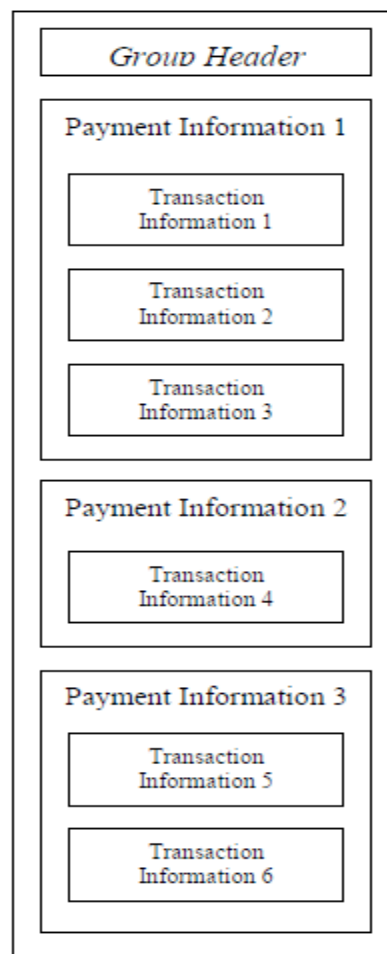 Group Header
Payment Information 1
Transaction
Information 1
Transaction
Information 2
Transaction
Information 3
Payment Information 2
Transaction
Information 4
Payment Information 3
Transaction
Information 5
Transaction
Information 6